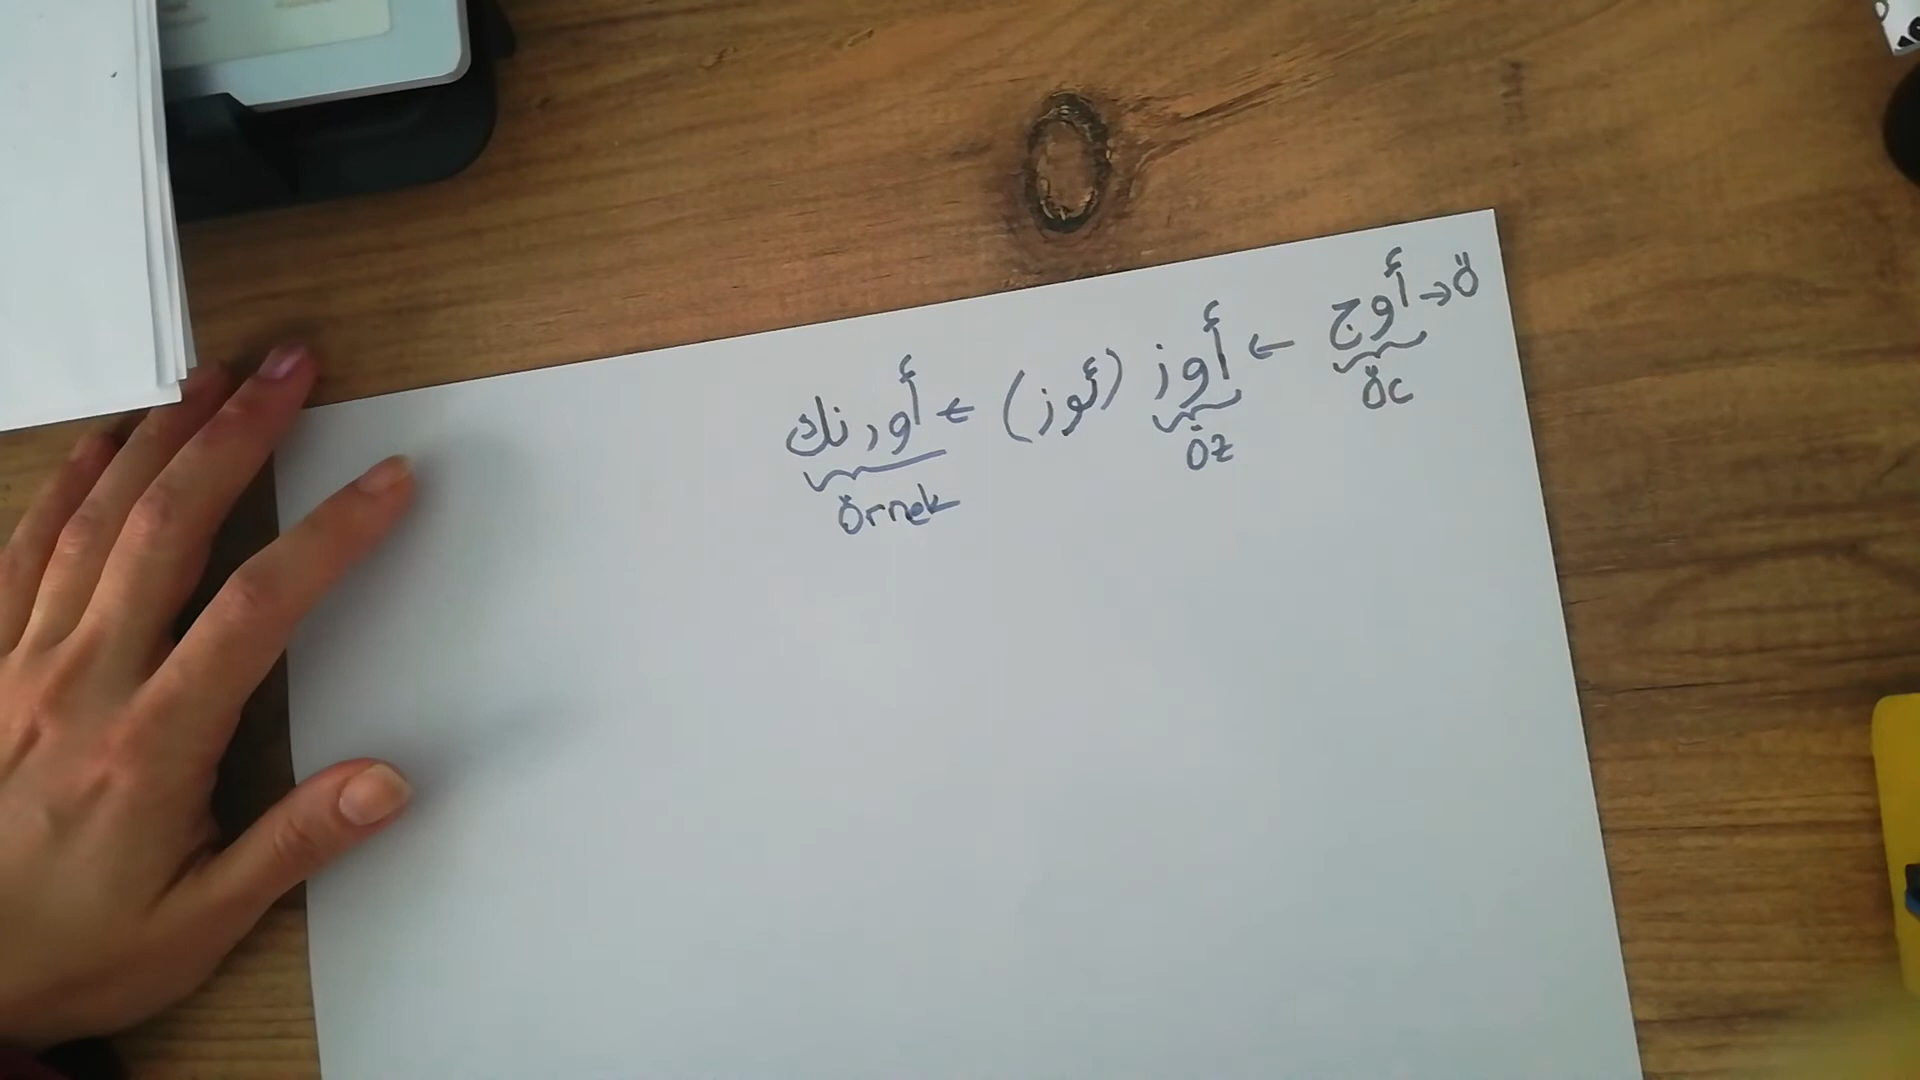 ö ← أوج ← أوز (ئوز) ← أورنك
Öc öz örnek